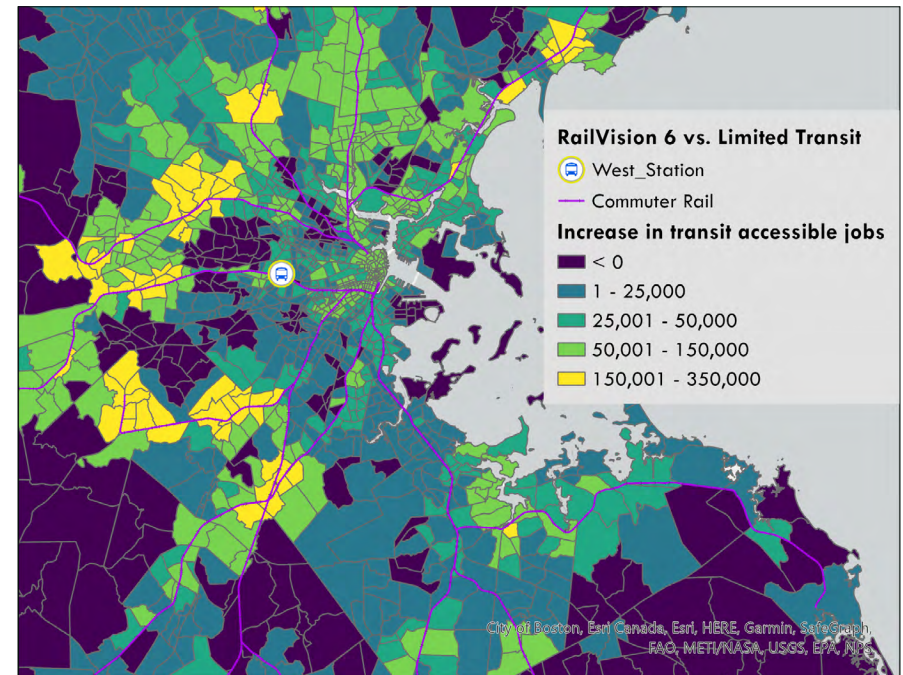 RailVision 6 vs. Limited Transit
West_Station
Commuter Rail
Increase in transit accessible jobs
< 0
1 - 25,000
25,001 - 50,000
50,001 - 150,000
150,001 - 350,000
City of Boston, Esri Canada, Esri, HERE, Garmin, SafeGraph,
FAO, METI/NASA, USGS, EPA, NPS